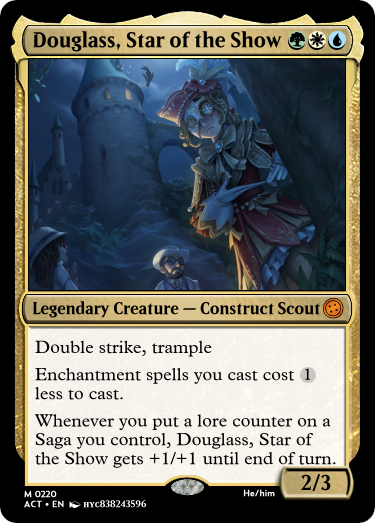 Douglass, Star of the Show
Legendary Creature — Construct Scout
Double strike, trample
Enchantment spells you cast cost 1
less to cast.
Whenever you put a lore counter on a
Saga you control, Douglass, Star of
the Show gets +1/+1 until end of turn.
2/3
M 0220
He/him
ACT • EN HYC838243596